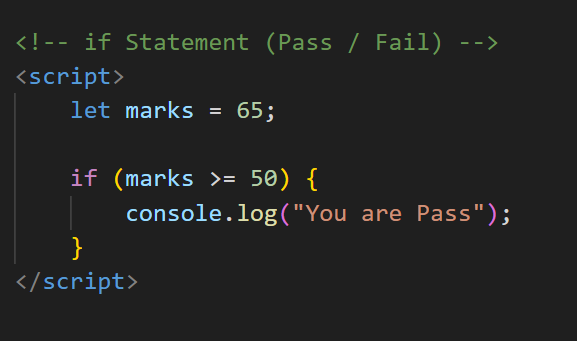 <!-- if Statement (Pass / Fail) -->
<script>
    let marks = 65;

    if (marks >= 50) {
        console.log("You are Pass");
    }
</script>